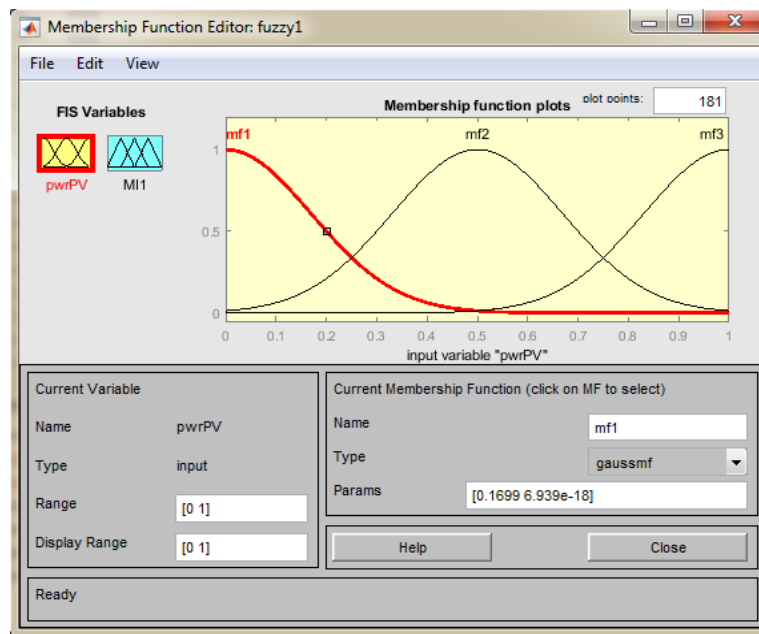 Membership Function Editor: fuzzy1
File Edit View
FIS Variables
Membership function plots
plot points:
181
pwrPV
MI1
mf1
mf2
mf3
1
0.5
0
0 0.1 0.2 0.3 0.4 0.5 0.6 0.7 0.8 0.9 1
input variable "pwrPV"
Current Variable
Name pwrPV
Type input
Range [0 1]
Display Range [0 1]
Current Membership Function (click on MF to select)
Name mf1
Type gaussmf
Params [0.1699 6.939e-18]
Help Close
Ready